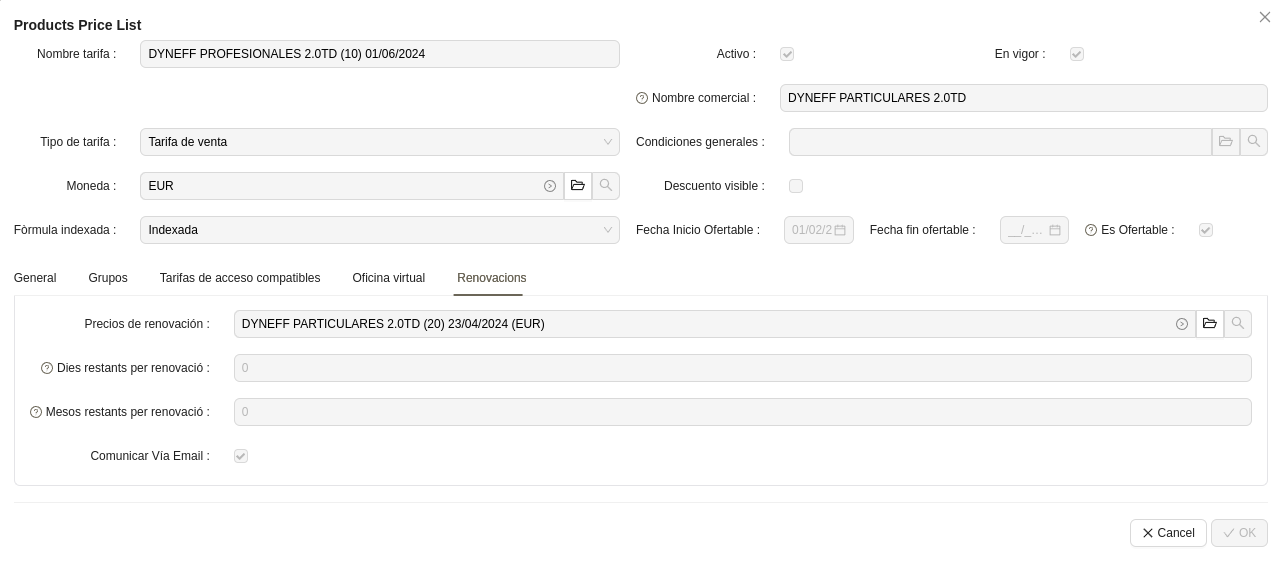 Products Price List
Nombre tarifa : DYNEFF PROFESIONALES 2.0TD (10) 01/06/2024 Activo : En vigor :
Nombre comercial : DYNEFF PARTICULARES 2.0TD
Tipo de tarifa : Tarifa de venta Condiciones generales :
Moneda : EUR Descuento visible :
Fòrmula indexada : Indexada Fecha Inicio Ofertable : 01/02/2 Fecha fin ofertable : __/_... Es Ofertable :
General Grupos Tarifas de acceso compatibles Oficina virtual Renovacions
Precios de renovación : DYNEFF PARTICULARES 2.0TD (20) 23/04/2024 (EUR)
Dies restants per renovació : 0
Mesos restants per renovació : 0
Comunicar Vía Email :
Cancel OK